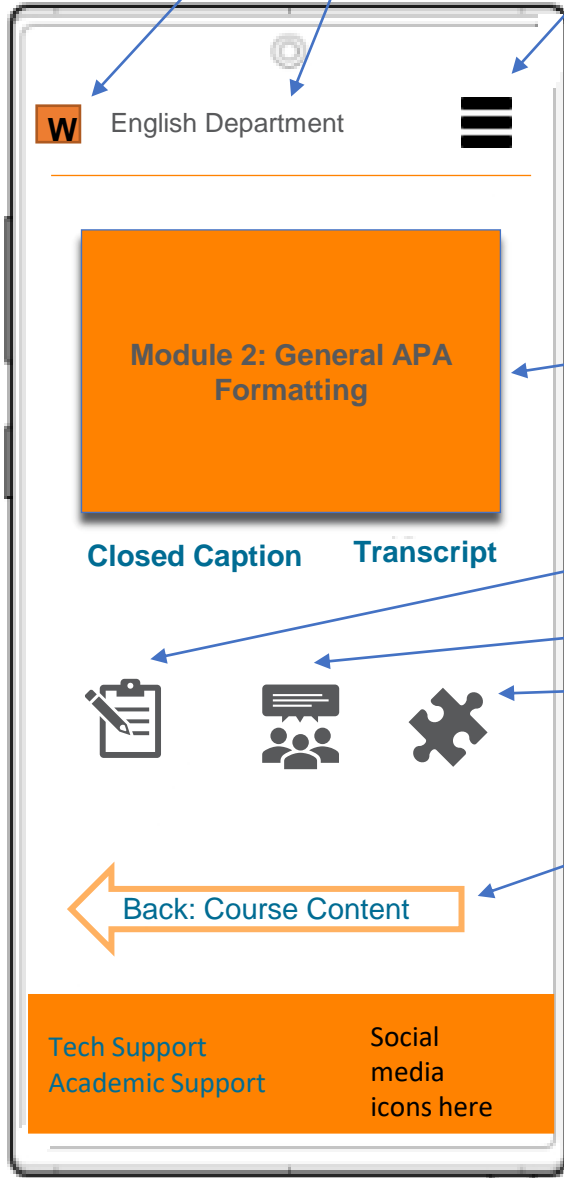 W
English Department
Module 2: General APA
Formatting
Closed Caption
Transcript
Back: Course Content
Tech Support
Academic Support
Social
media
icons here